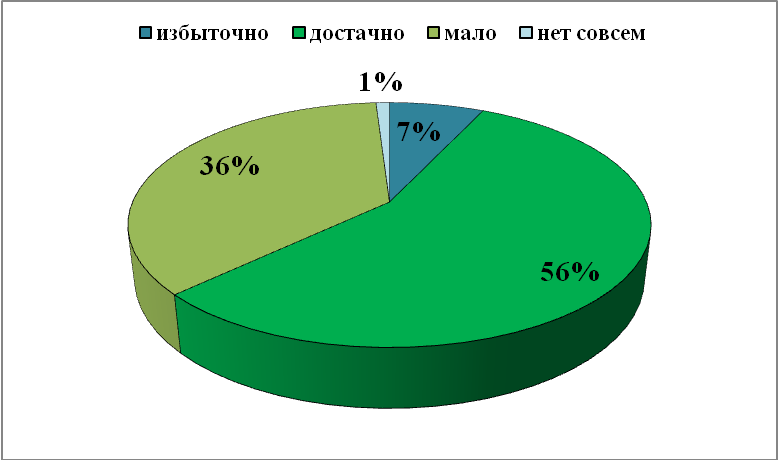 избыточно достачно мало нет совсем
1%
7%
36%
56%